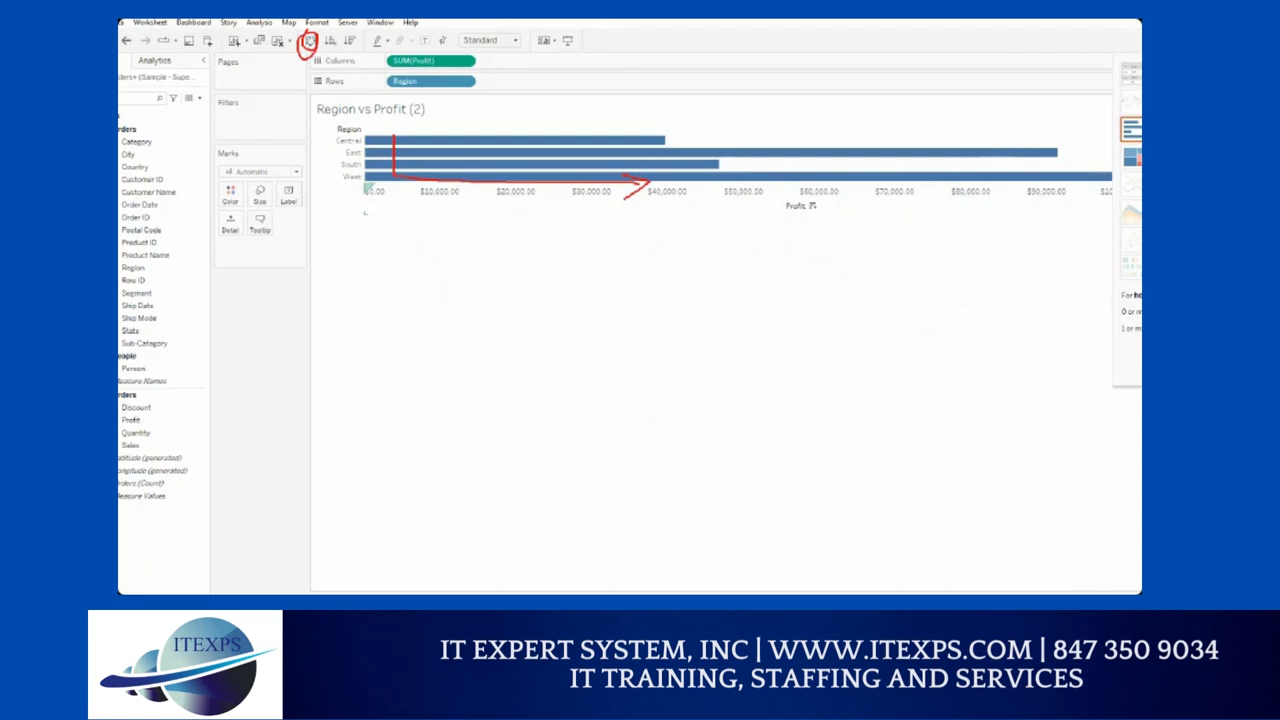 Worksheet Dashboard Story Analysis Map Format Server Window Help
Standard
Analytics
Pages
Columns
SUM(Profit)
Rows
Region
Filters
Region vs Profit (2)
Region
Central
East
South
West
$10,000.00 $20,000.00 $30,000.00 $40,000.00 $50,000.00 $60,000.00 $70,000.00 $80,000.00 $90,000.00
Profit
Marks
Automatic
Color Size Label
Detail Tooltip
Category
City
Country
Customer ID
Customer Name
Order Date
Order ID
Postal Code
Product ID
Product Name
Region
Row ID
Segment
Ship Date
Ship Mode
State
Sub-Category
Person
Discount
Profit
Quantity
Sales
ITEXPS
IT EXPERT SYSTEM, INC | WWW.ITEXPS.COM | 847 350 9034
IT TRAINING, STAFFING AND SERVICES